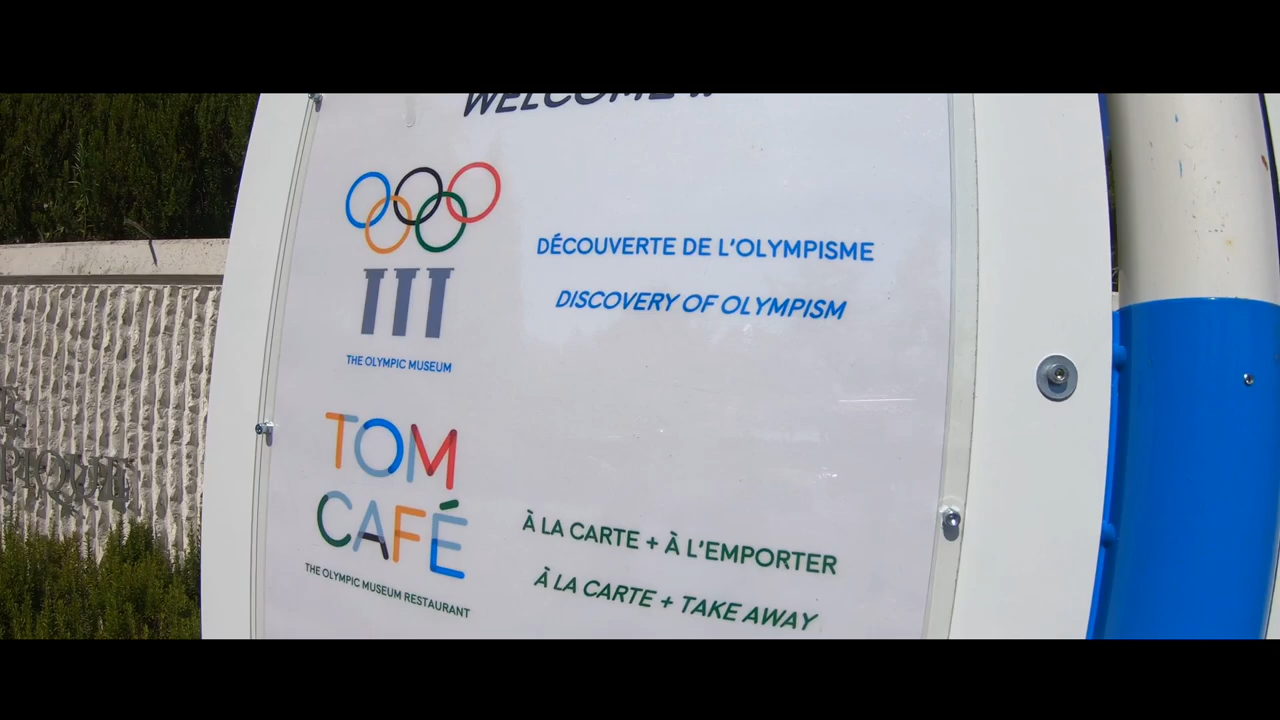 WELCOME
DÉCOUVERTE DE L'OLYMPISME
DISCOVERY OF OLYMPISM
THE OLYMPIC MUSEUM
TOM
CAFÉ
THE OLYMPIC MUSEUM RESTAURANT
À LA CARTE + À L'EMPORTER
À LA CARTE + TAKE AWAY